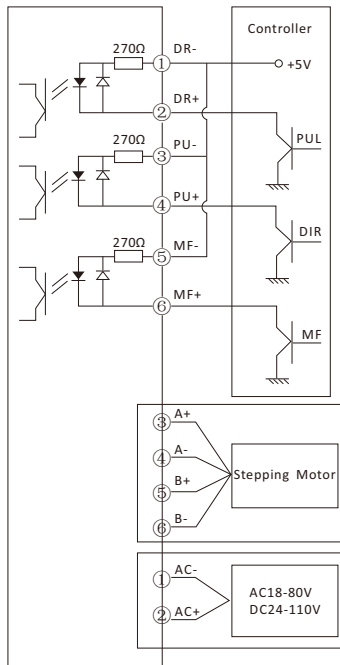 Controller
270Ω
① DR-
+5V
② DR+
PUL
270Ω
③ PU-
④ PU+
DIR
270Ω
⑤ MF-
⑥ MF+
MF
③ A+
④ A-
⑤ B+
⑥ B-
Stepping Motor
① AC-
② AC+
AC18-80V
DC24-110V